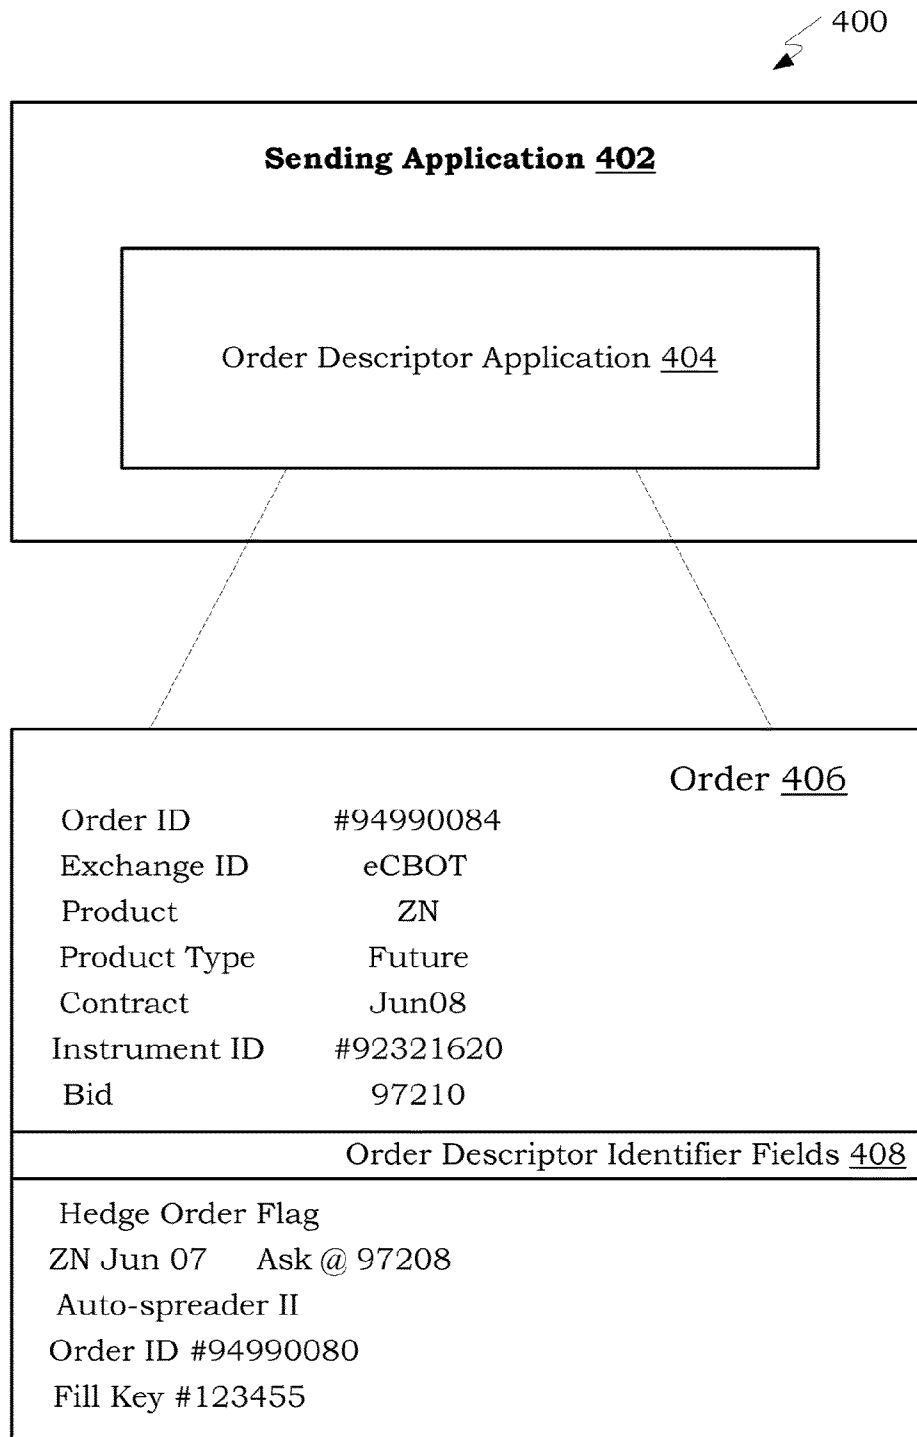 400
Sending Application 402
Order Descriptor Application 404
Order 406
Order ID #94990084
Exchange ID eCBOT
Product ZN
Product Type Future
Contract Jun08
Instrument ID #92321620
Bid 97210
Order Descriptor Identifier Fields 408
Hedge Order Flag
ZN Jun 07 Ask @ 97208
Auto-spreader II
Order ID #94990080
Fill Key #123455